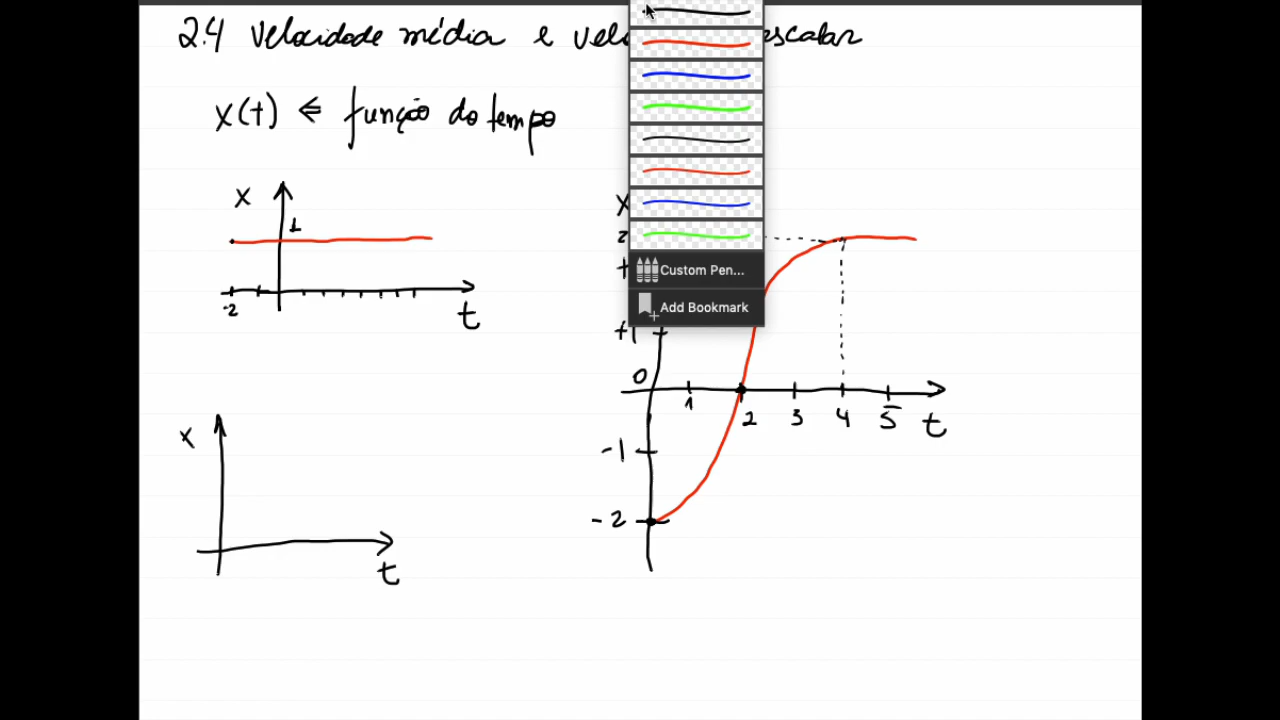 2.4 Velocidade média e escalar
x(t) ⇐ função do tempo
x
1
-2
t
x
2
+1
0
1 2 3 4 5
t
-1
-2
x
t
Custom Pen...
Add Bookmark